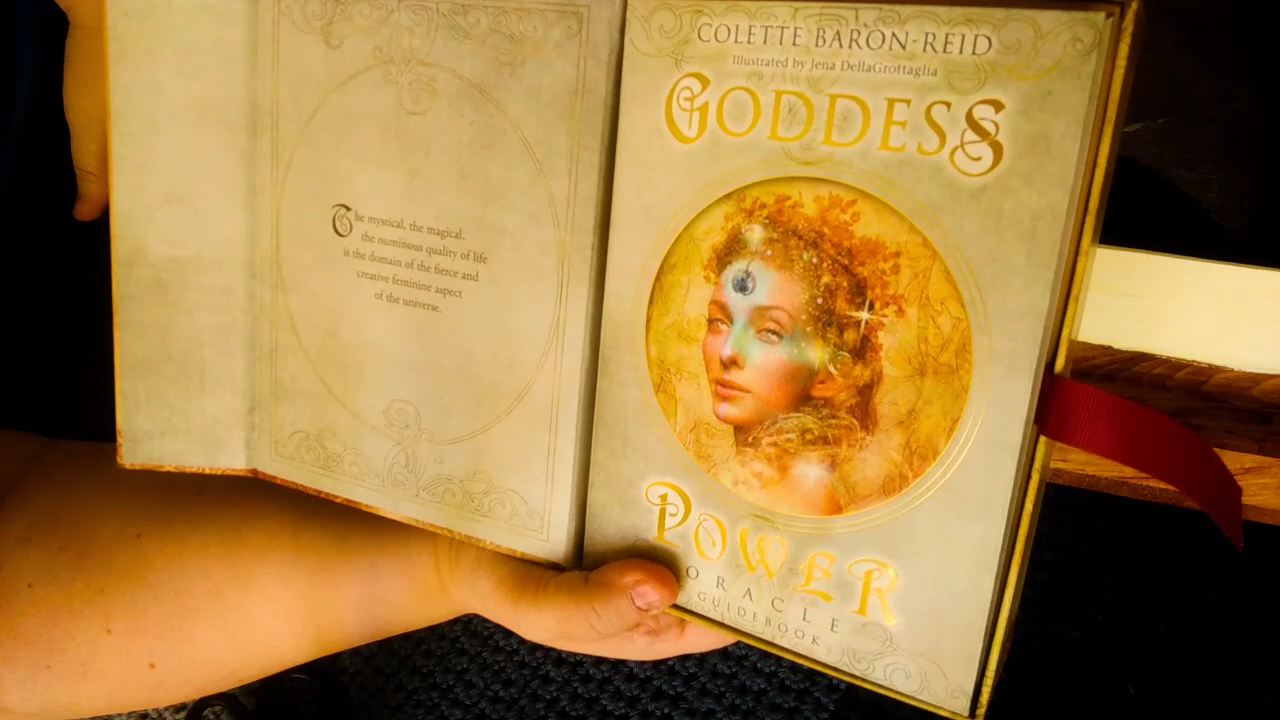 The mystical, the magical,
the numinous quality of life
is the domain of the fierce and
creative feminine aspect
of the universe.
COLETTE BARON-REID
Illustrated by Jena DellaGrottaglia
GODDESS
POWER
ORACLE
GUIDEBOOK